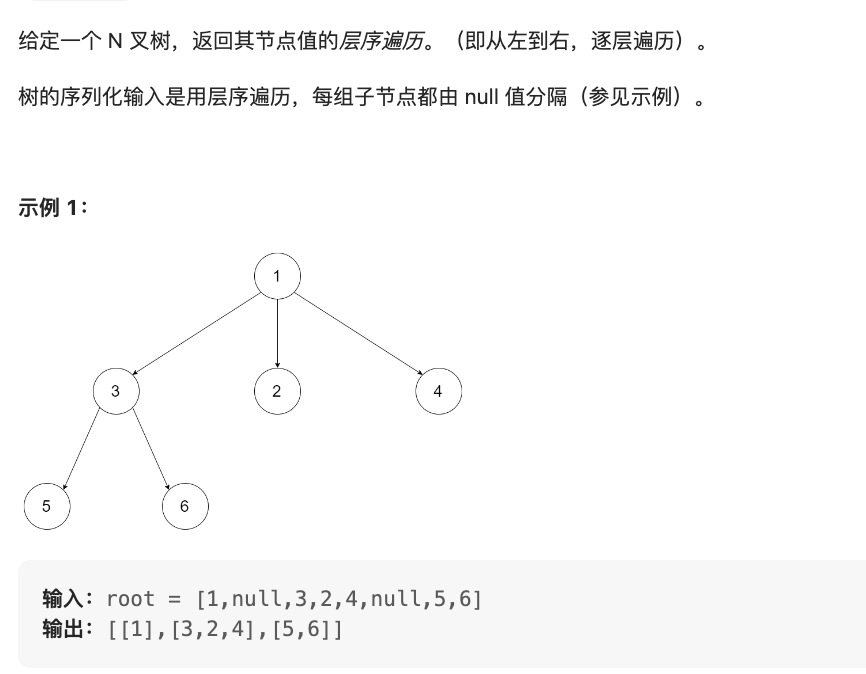 给定一个 N 叉树，返回其节点值的层序遍历。（即从左到右，逐层遍历）。
树的序列化输入是用层序遍历，每组子节点都由 null 值分隔（参见示例）。
示例 1：
1
3
2
4
5
6
输入：root = [1,null,3,2,4,null,5,6]
输出：[[1],[3,2,4],[5,6]]